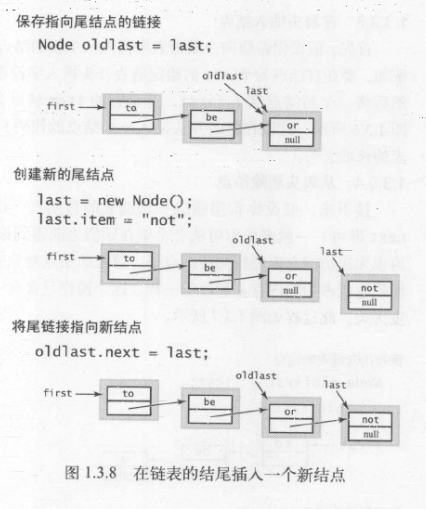 保存指向尾结点的链接
Node oldlast = last;
oldlast
last
first
to
be
or
null
创建新的尾结点
last = new Node();
last.item = "not";
oldlast
last
first
to
be
or
null
not
null
将尾链接指向新结点
oldlast.next = last;
oldlast
last
first
to
be
or
not
null
图 1.3.8 在链表的结尾插入一个新结点